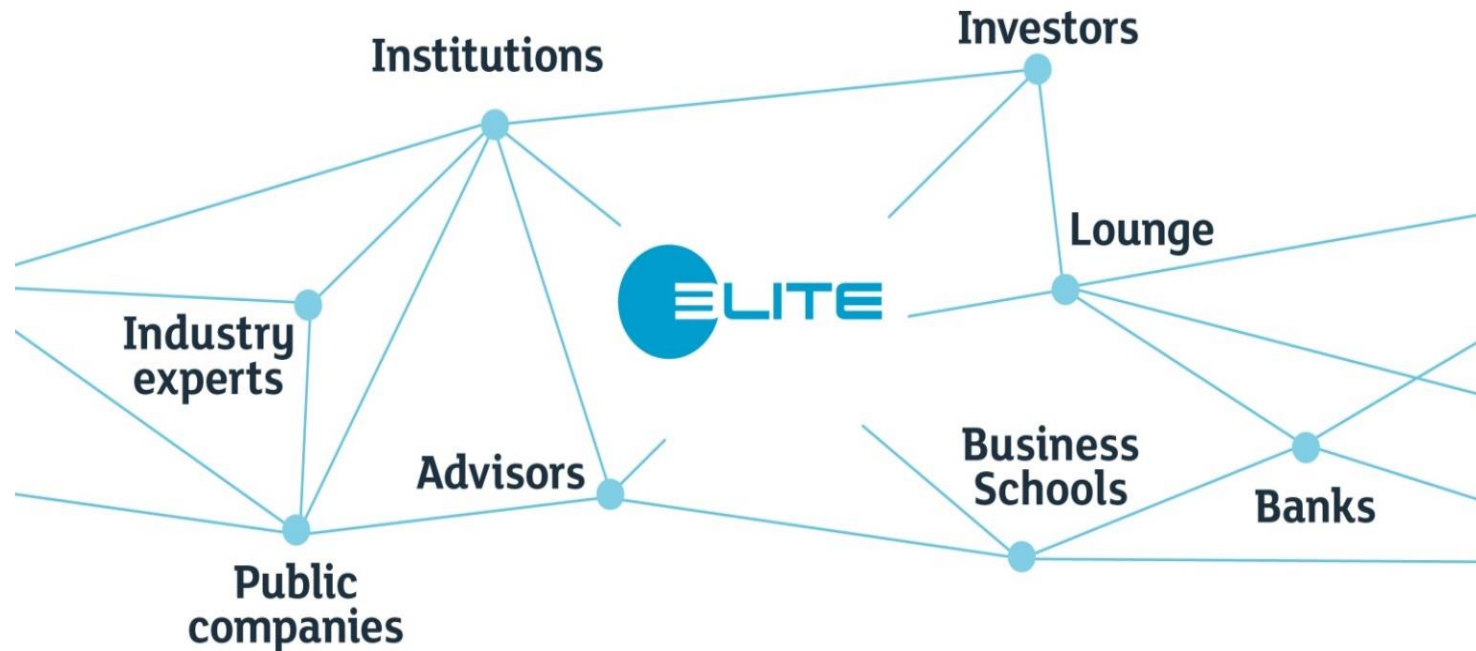 Institutions
Investors
Lounge
ELITE
Industry
experts
Advisors
Business
Schools
Banks
Public
companies